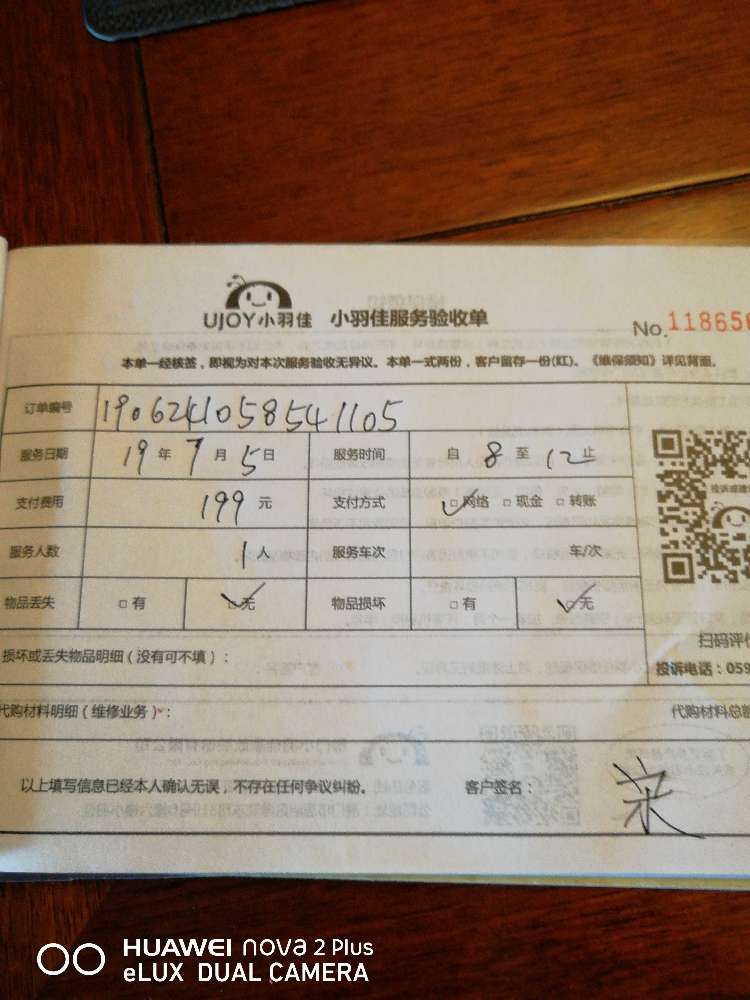 UJOY小羽佳 小羽佳服务验收单
No.118656
本单一经核签，即视为对本次服务验收无异议。本单一式两份，客户留存一份(红)。《维保须知》详见背面。
订单编号 1906241058541105
服务日期 19年7月5日 服务时间 自8至12止
支付费用 199元 支付方式 ☑网络 □现金 □转账
服务人数 1人 服务车次 车/次
物品丢失 □有 ☑无 物品损坏 □有 ☑无
扫码评
损坏或丢失物品明细（没有可不填）：
投诉电话：059
代购材料明细（维修业务）： 代购材料总
以上填写信息已经本人确认无误，不存在任何争议纠纷。 客户签名：
HUAWEI nova 2 Plus
eLUX DUAL CAMERA